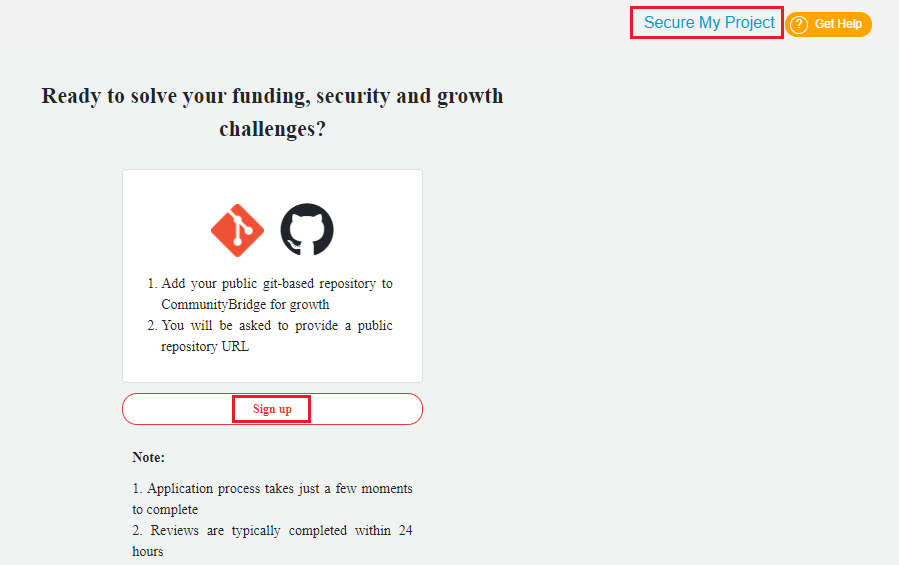 Secure My Project
? Get Help
Ready to solve your funding, security and growth
challenges?
1. Add your public git-based repository to
CommunityBridge for growth
2. You will be asked to provide a public
repository URL
Sign up
Note:
1. Application process takes just a few moments
to complete
2. Reviews are typically completed within 24
hours